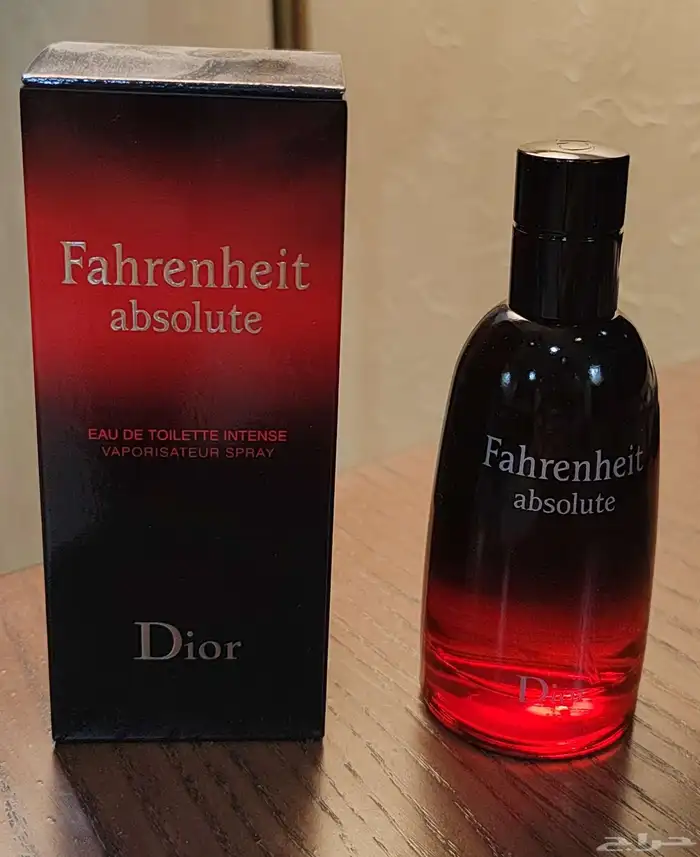 Fahrenheit
absolute
EAU DE TOILETTE INTENSE
VAPORISATEUR SPRAY
Dior
Fahrenheit
absolute
Dior
حراج